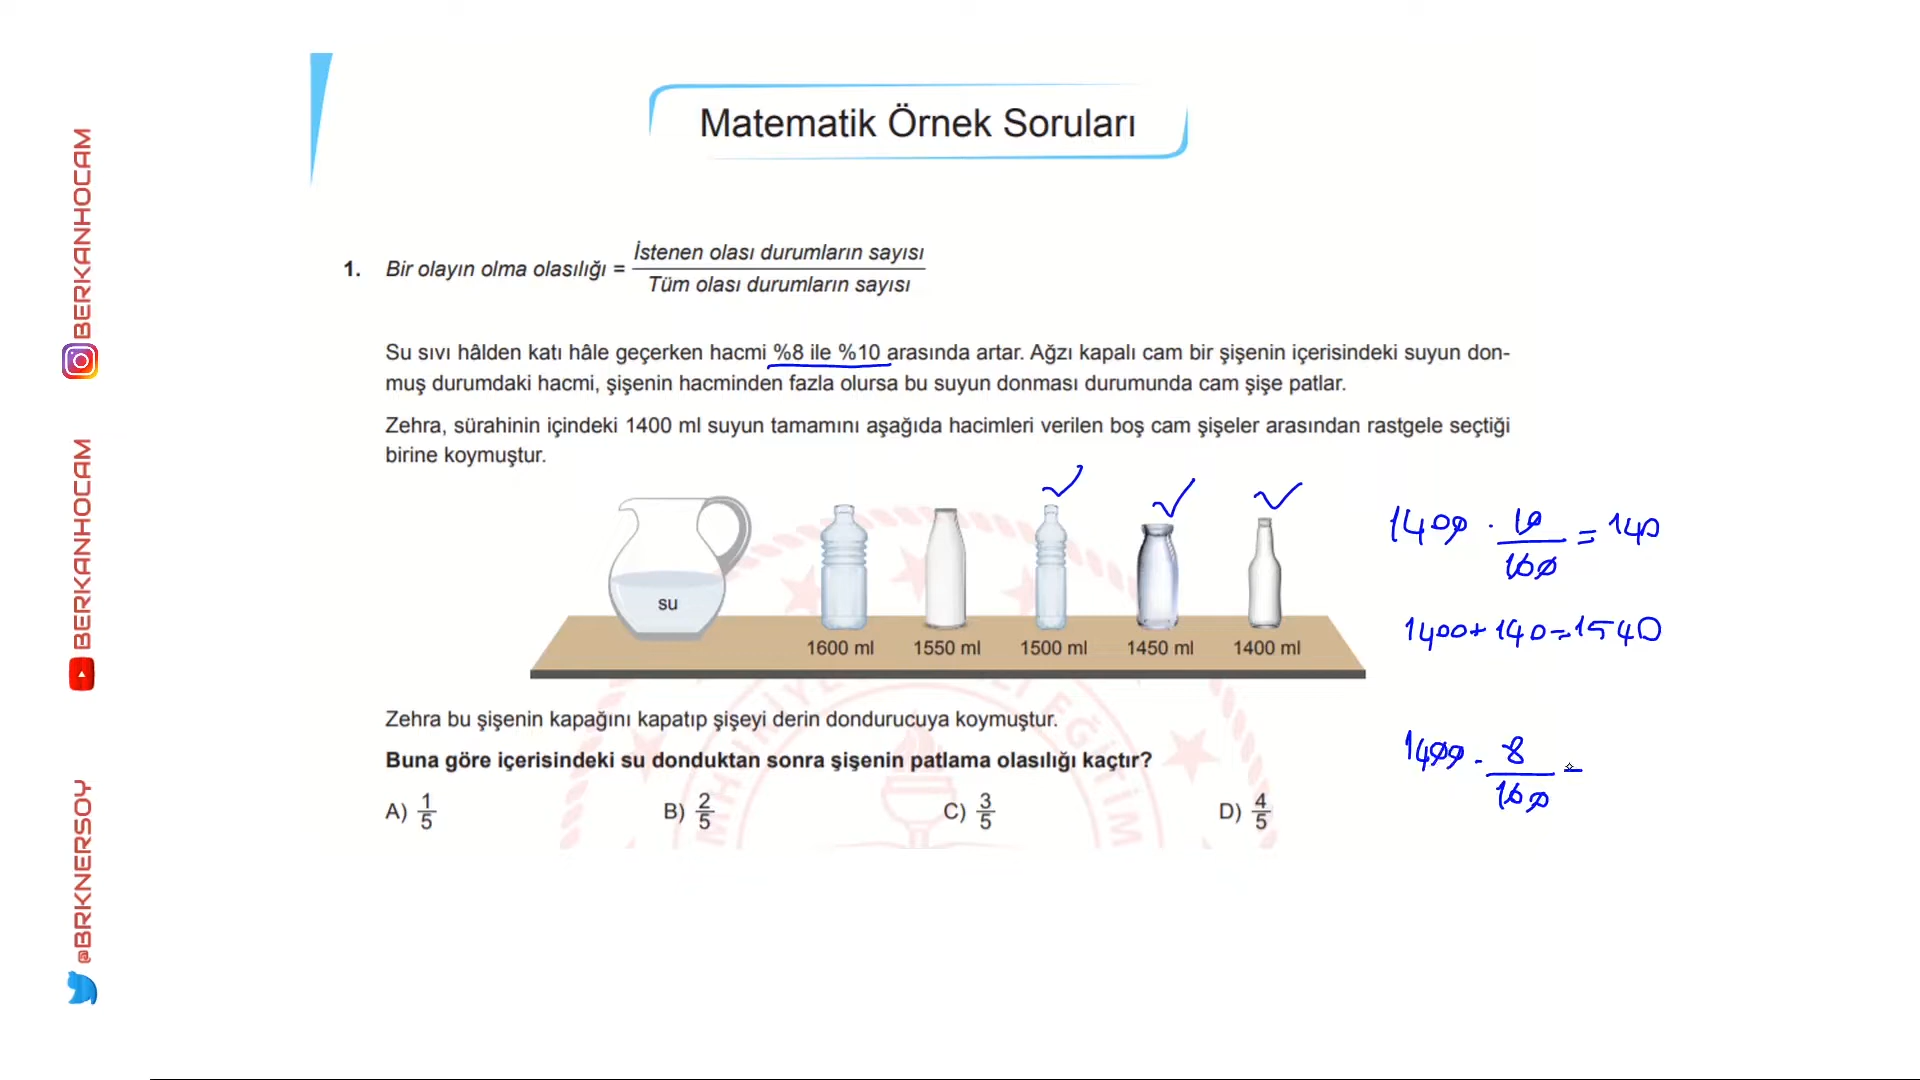 Matematik Örnek Soruları
1. Bir olayın olma olasılığı = İstenen olası durumların sayısı / Tüm olası durumların sayısı
Su sıvı hâlden katı hâle geçerken hacmi %8 ile %10 arasında artar. Ağzı kapalı cam bir şişenin içerisindeki suyun don-
muş durumdaki hacmi, şişenin hacminden fazla olursa bu suyun donması durumunda cam şişe patlar.
Zehra, sürahinin içindeki 1400 ml suyun tamamını aşağıda hacimleri verilen boş cam şişeler arasından rastgele seçtiği
birine koymuştur.
su
1600 ml 1550 ml 1500 ml 1450 ml 1400 ml
1400 · 10/100 = 140
1400 + 140 = 1540
1400 · 8/100 =
Zehra bu şişenin kapağını kapatıp şişeyi derin dondurucuya koymuştur.
Buna göre içerisindeki su donduktan sonra şişenin patlama olasılığı kaçtır?
A) 1/5 B) 2/5 C) 3/5 D) 4/5
BERKANHOCAM
BERKANHOCAM
@BRKNERSOY